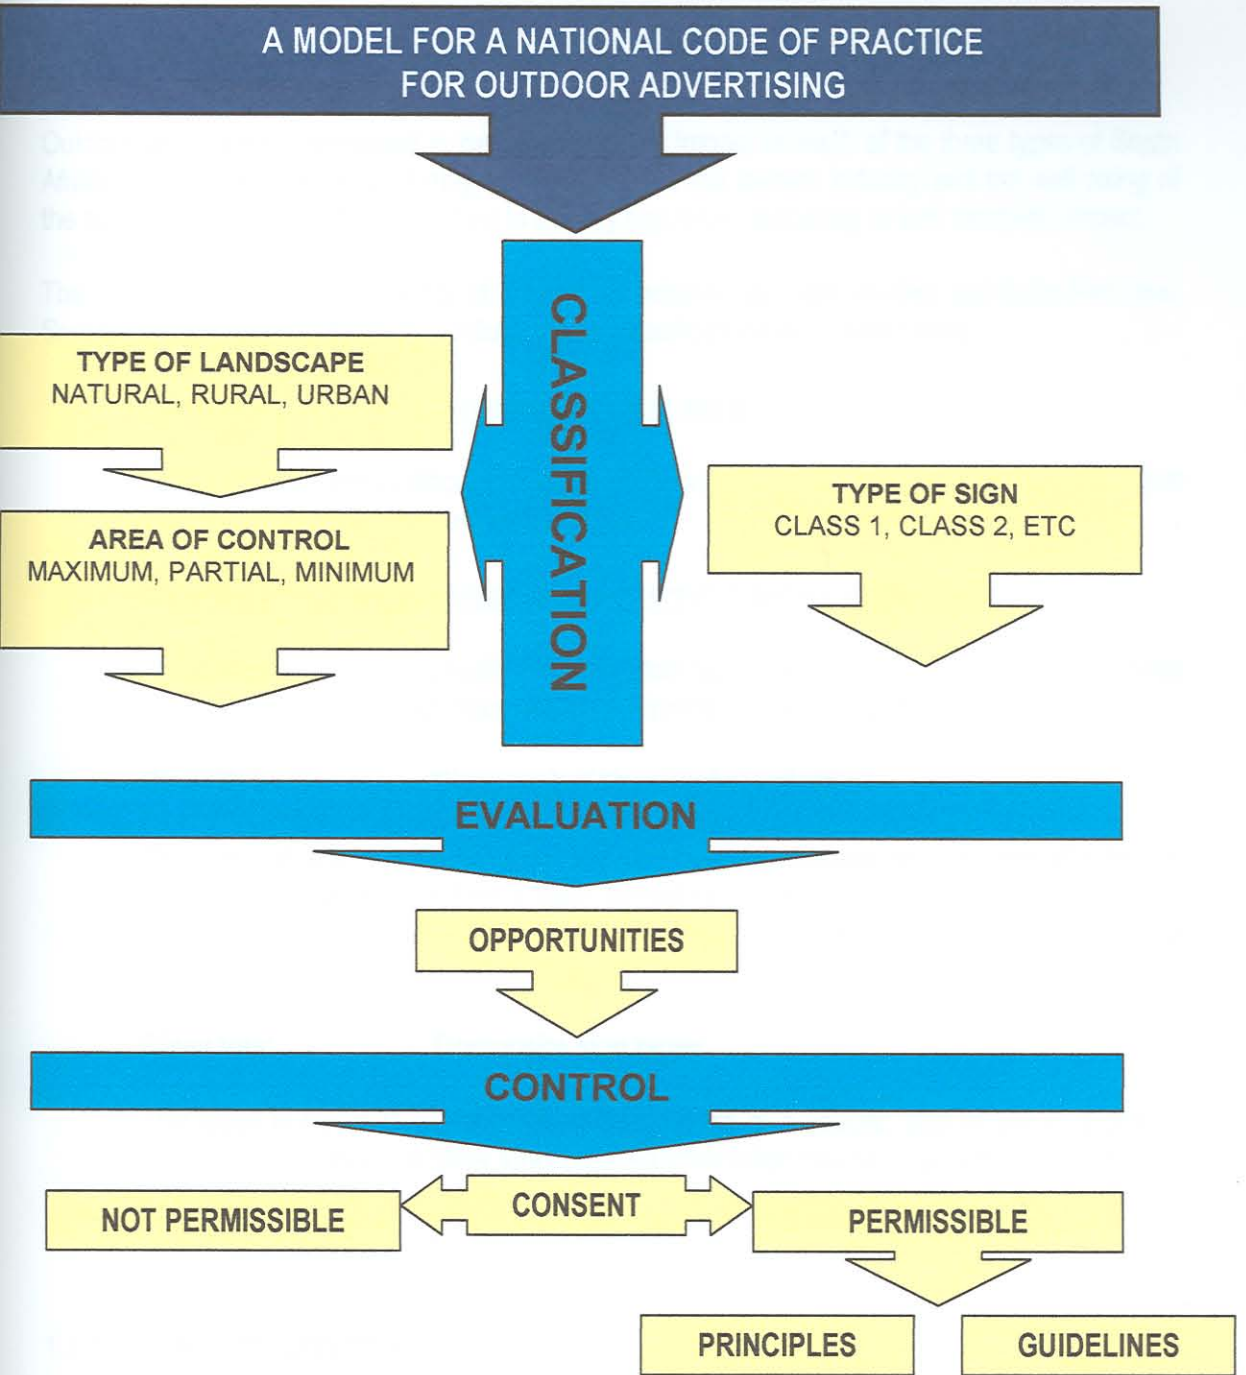 A MODEL FOR A NATIONAL CODE OF PRACTICE
FOR OUTDOOR ADVERTISING
CLASSIFICATION
TYPE OF LANDSCAPE
NATURAL, RURAL, URBAN
AREA OF CONTROL
MAXIMUM, PARTIAL, MINIMUM
TYPE OF SIGN
CLASS 1, CLASS 2, ETC
EVALUATION
OPPORTUNITIES
CONTROL
NOT PERMISSIBLE
CONSENT
PERMISSIBLE
PRINCIPLES
GUIDELINES